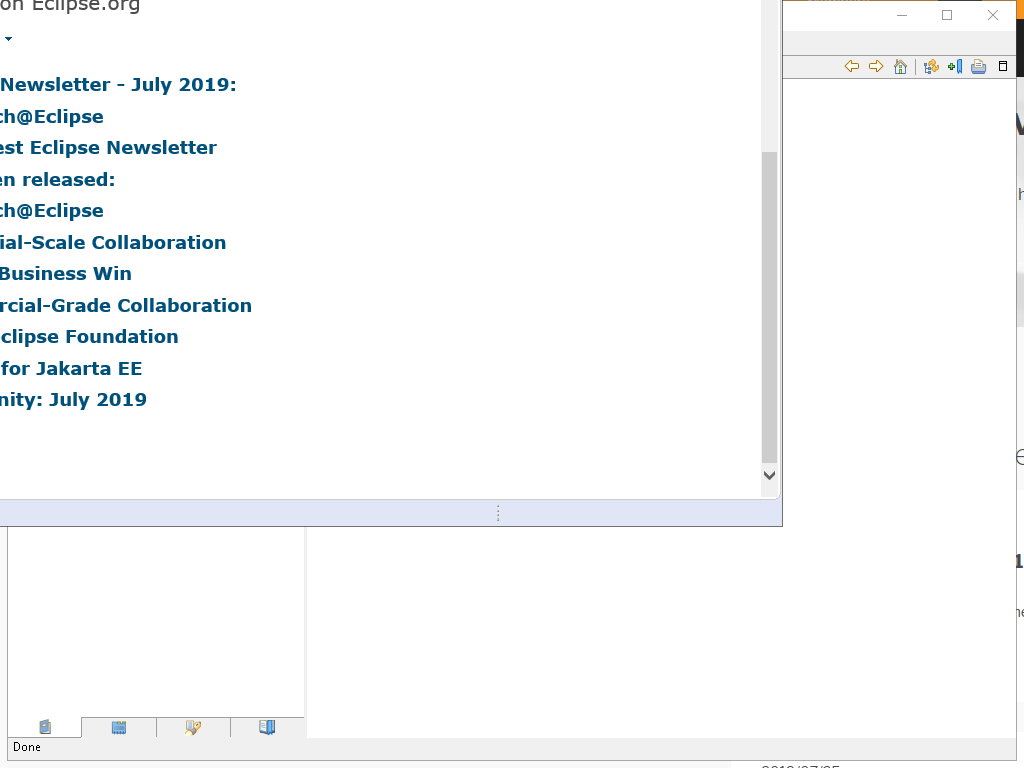 on Eclipse.org
Newsletter - July 2019:
ch@Eclipse
est Eclipse Newsletter
en released:
ch@Eclipse
ial-Scale Collaboration
Business Win
rcial-Grade Collaboration
clipse Foundation
for Jakarta EE
nity: July 2019
Done